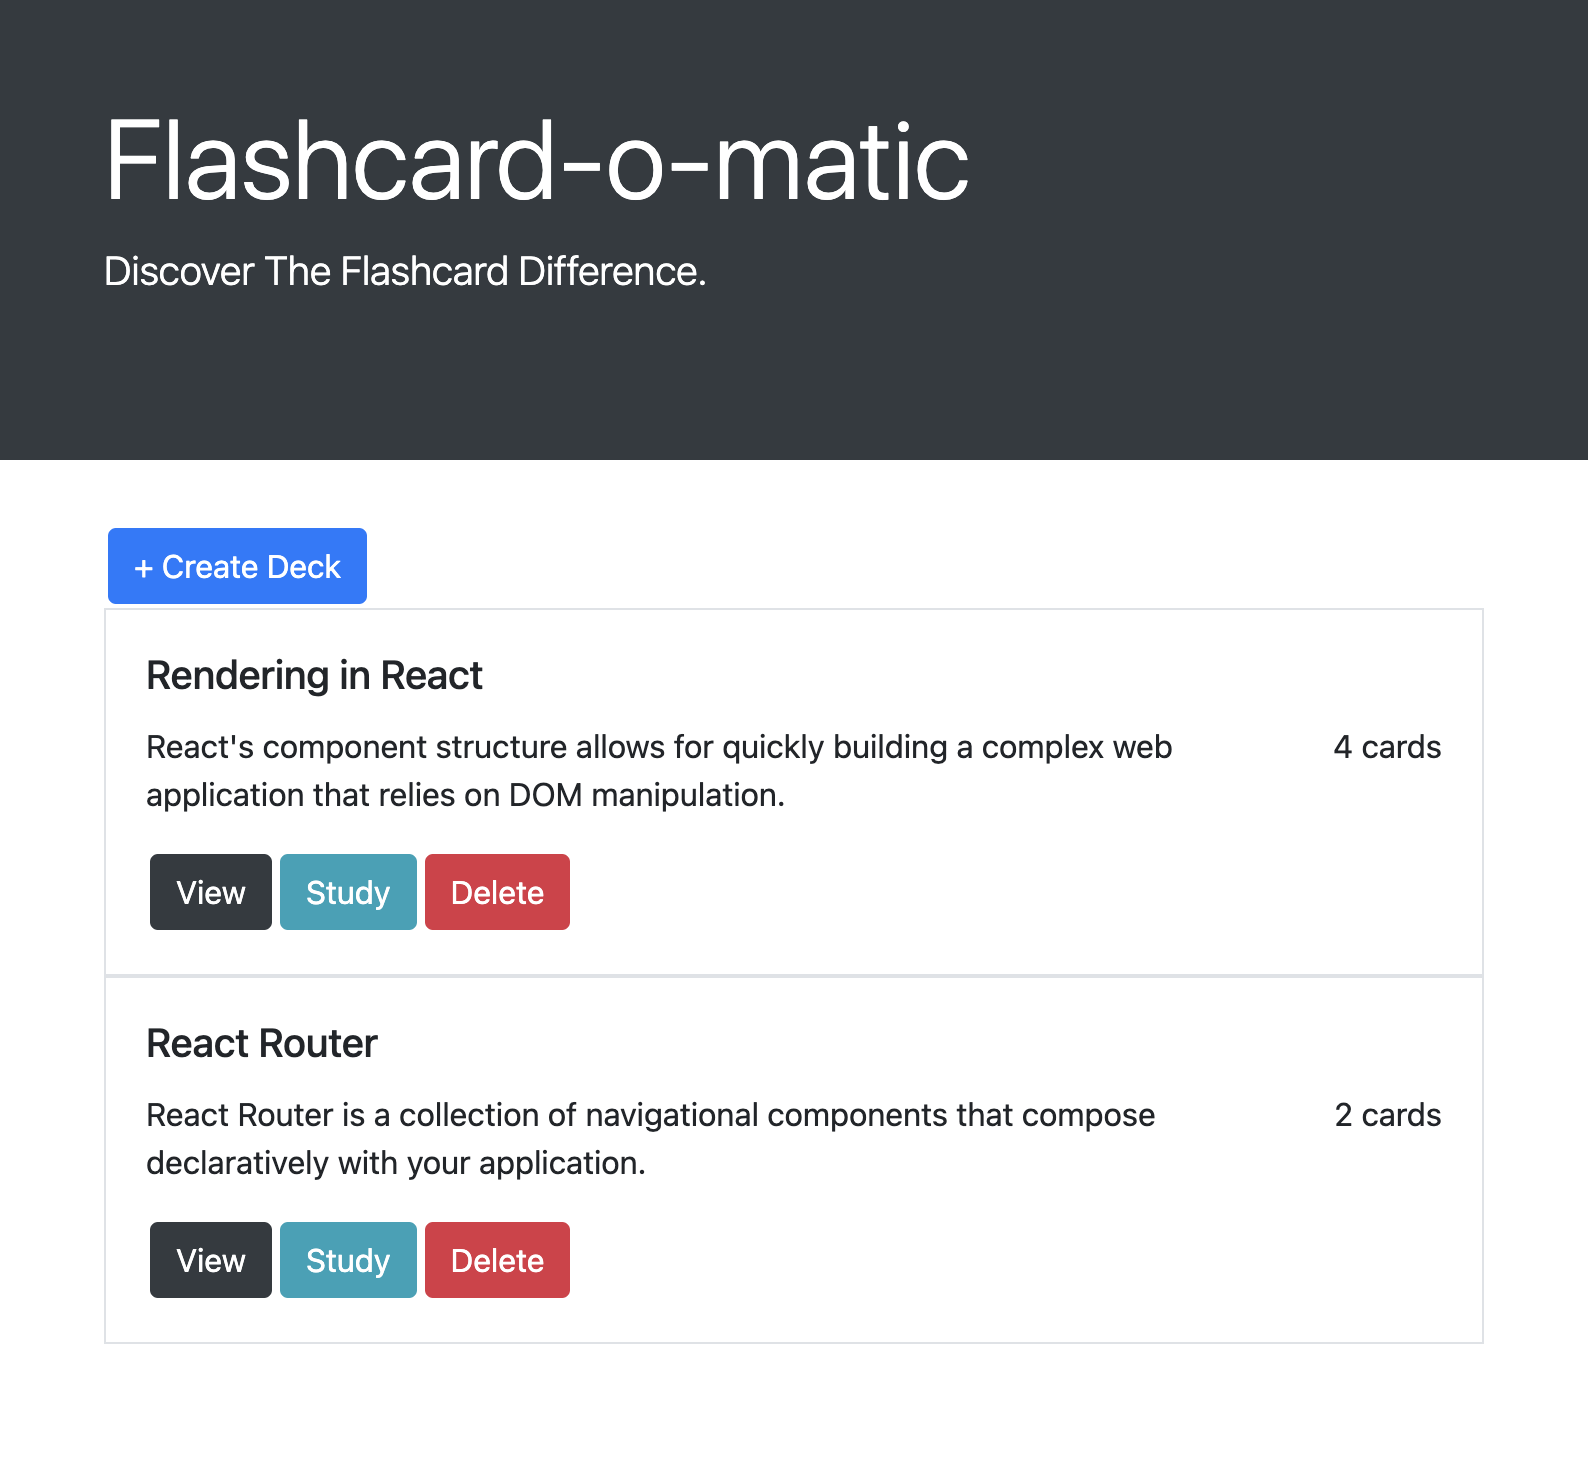 Flashcard-o-matic
Discover The Flashcard Difference.
+ Create Deck
Rendering in React
React's component structure allows for quickly building a complex web 4 cards
application that relies on DOM manipulation.
View Study Delete
React Router
React Router is a collection of navigational components that compose 2 cards
declaratively with your application.
View Study Delete